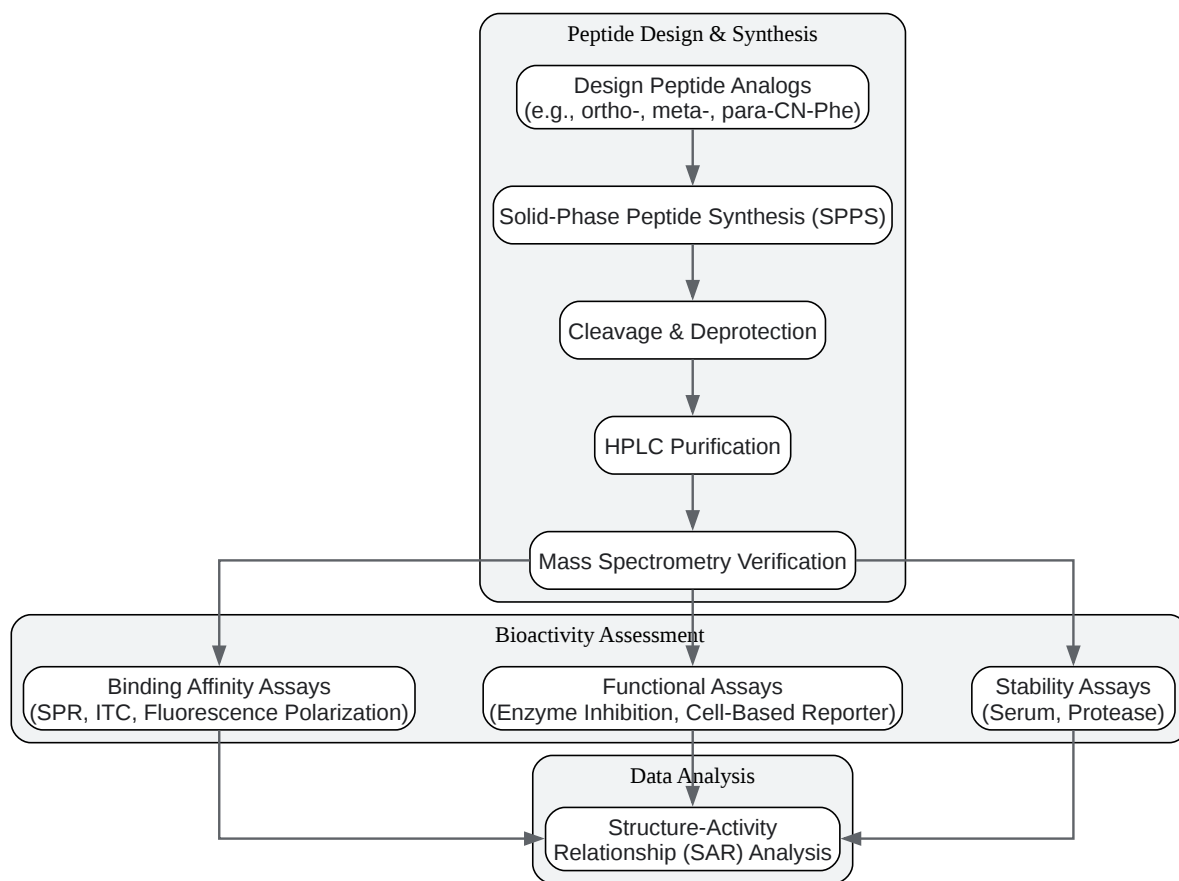 Peptide Design & Synthesis
Design Peptide Analogs
(e.g., ortho-, meta-, para-CN-Phe)
Solid-Phase Peptide Synthesis (SPPS)
Cleavage & Deprotection
HPLC Purification
Mass Spectrometry Verification
Bioactivity Assessment
Binding Affinity Assays
(SPR, ITC, Fluorescence Polarization)
Functional Assays
(Enzyme Inhibition, Cell-Based Reporter)
Stability Assays
(Serum, Protease)
Data Analysis
Structure-Activity
Relationship (SAR) Analysis